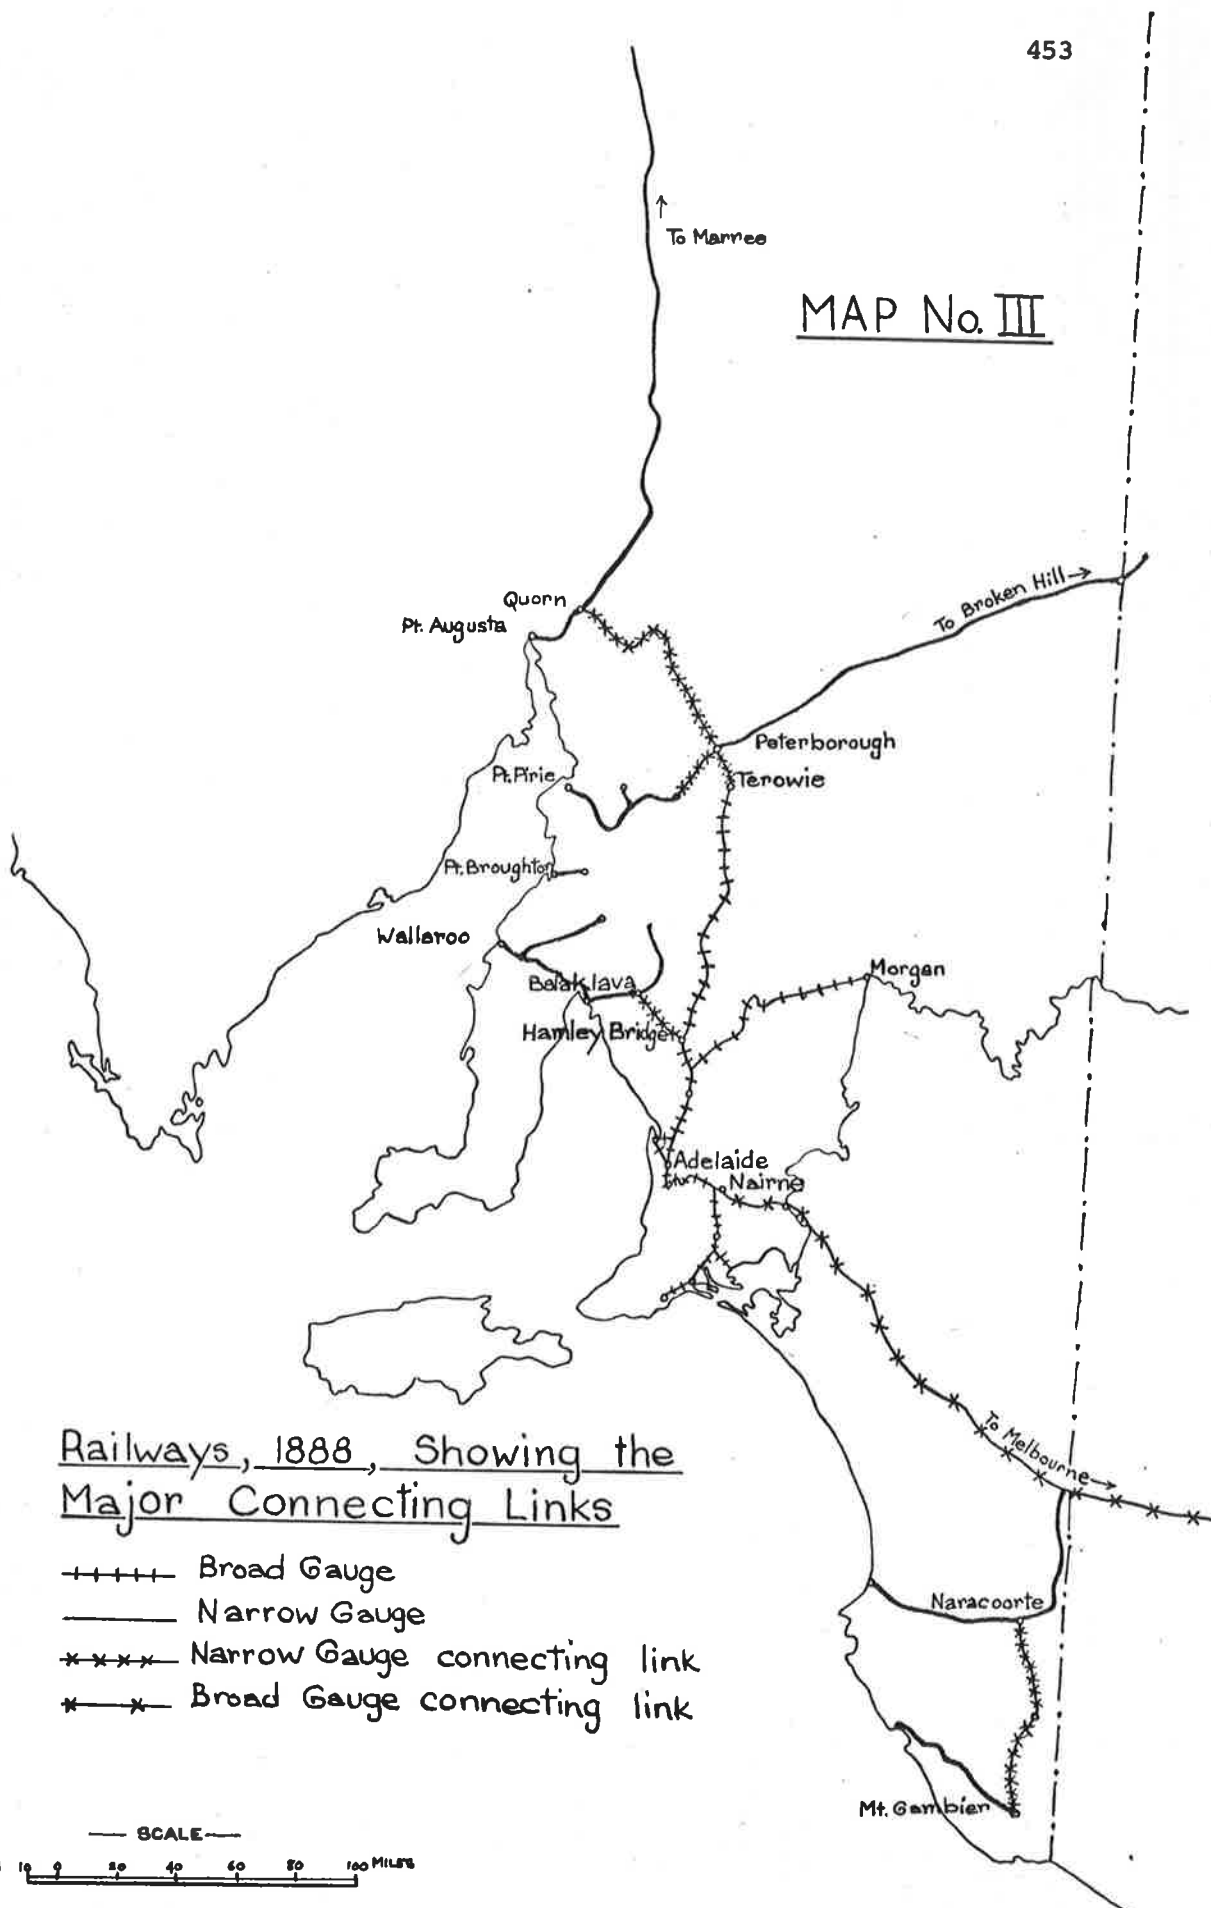 453
To Marree
MAP No. III
Quorn
Pt. Augusta
To Broken Hill
Peterborough
Pt. Pirie
Terowie
Pt. Broughton
Wallaroo
Morgan
Balaklava
Hamley Bridge
Adelaide
Nairne
To Melbourne
Railways, 1888, Showing the
Major Connecting Links
Broad Gauge
Narrow Gauge
Narrow Gauge connecting link
Broad Gauge connecting link
Naracoorte
Mt. Gambier
SCALE
10 0 20 40 60 80 100 MILES